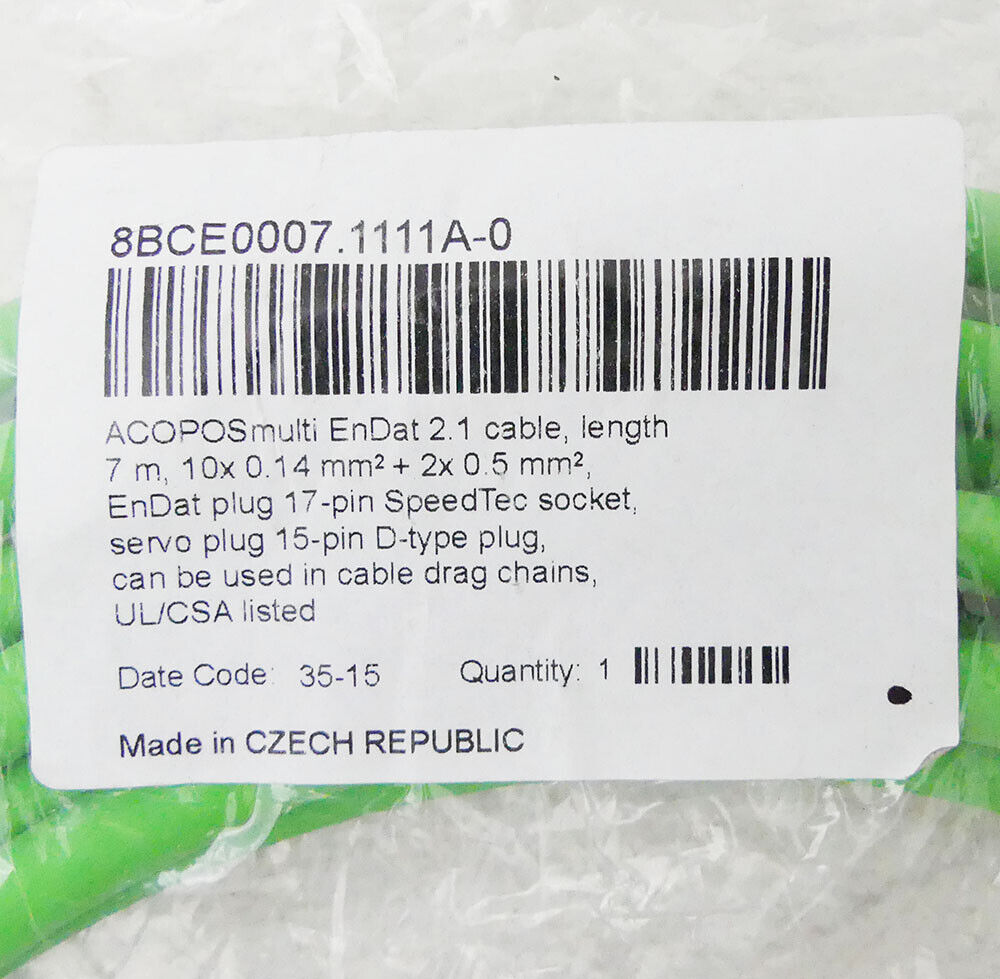 8BCE0007.1111A-0
ACOPOSmulti EnDat 2.1 cable, length
7 m, 10x 0.14 mm² + 2x 0.5 mm²,
EnDat plug 17-pin SpeedTec socket,
servo plug 15-pin D-type plug,
can be used in cable drag chains,
UL/CSA listed
Date Code: 35-15 Quantity: 1
Made in CZECH REPUBLIC